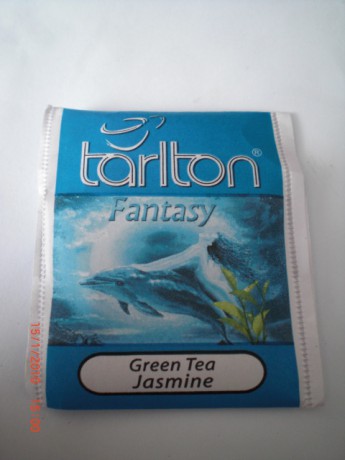 tarlton®
Fantasy
Green Tea
Jasmine